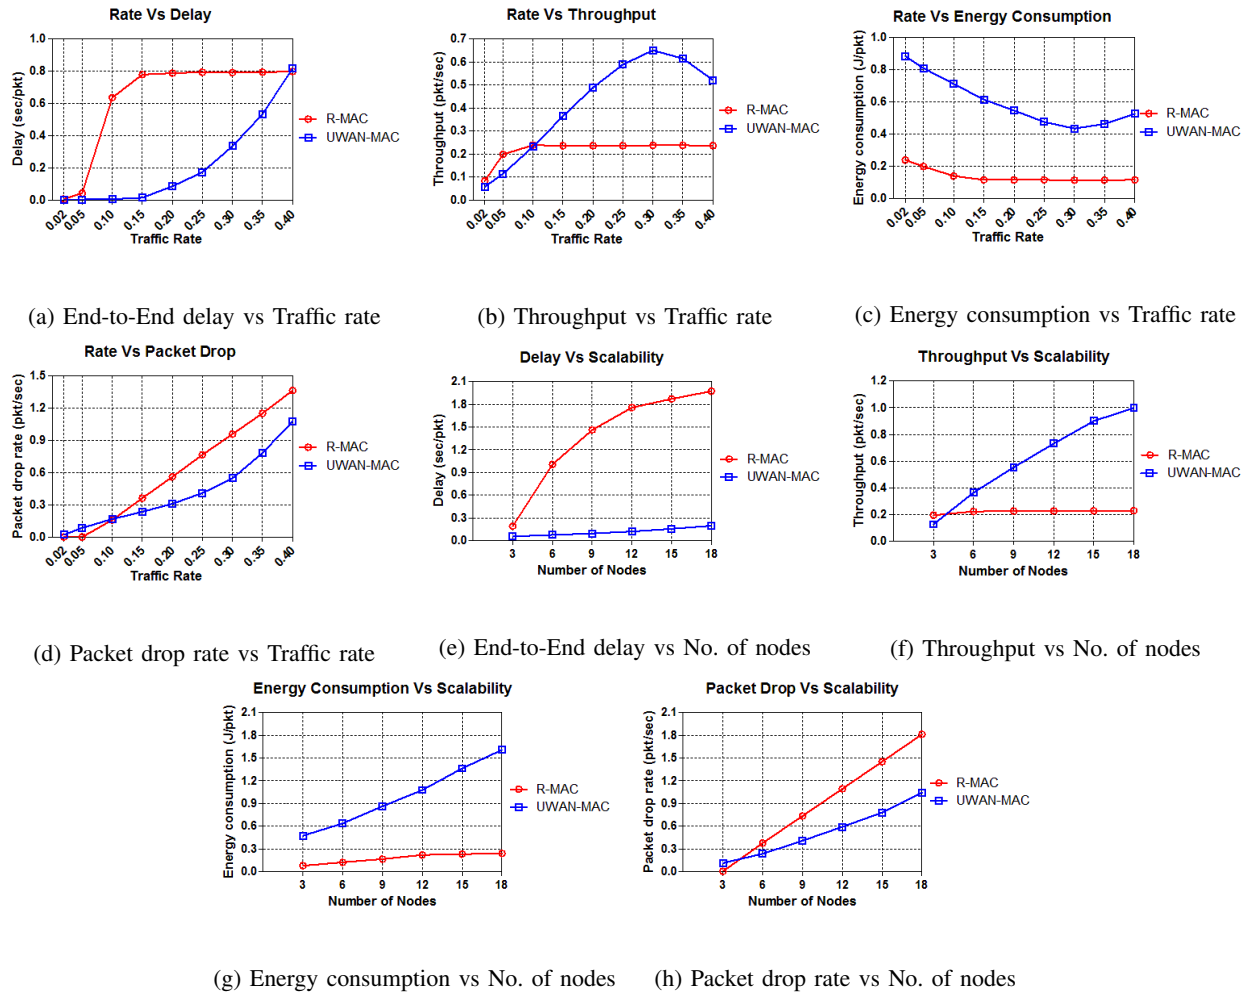 Rate Vs Delay
Delay (sec/pkt)
1.0
0.8
0.6
0.4
0.2
0.0
0.02
0.05
0.10
0.15
0.20
0.25
0.30
0.35
0.40
Traffic Rate
R-MAC
UWAN-MAC
(a) End-to-End delay vs Traffic rate
Rate Vs Throughput
Throughput (pkt/sec)
0.7
0.6
0.5
0.4
0.3
0.2
0.1
0.0
0.02
0.05
0.10
0.15
0.20
0.25
0.30
0.35
0.40
Traffic Rate
R-MAC
UWAN-MAC
(b) Throughput vs Traffic rate
Rate Vs Energy Consumption
Energy consumption (J/pkt)
1.0
0.8
0.6
0.4
0.2
0.0
0.02
0.05
0.10
0.15
0.20
0.25
0.30
0.35
0.40
Traffic Rate
R-MAC
UWAN-MAC
(c) Energy consumption vs Traffic rate
Rate Vs Packet Drop
Packet drop rate (pkt/sec)
1.5
1.2
0.9
0.6
0.3
0.0
0.02
0.05
0.10
0.15
0.20
0.25
0.30
0.35
0.40
Traffic Rate
R-MAC
UWAN-MAC
(d) Packet drop rate vs Traffic rate
Delay Vs Scalability
Delay (sec/pkt)
2.1
1.8
1.5
1.2
0.9
0.6
0.3
0.0
3 6 9 12 15 18
Number of Nodes
R-MAC
UWAN-MAC
(e) End-to-End delay vs No. of nodes
Throughput Vs Scalability
Throughput (pkt/sec)
1.2
1.0
0.8
0.6
0.4
0.2
0.0
3 6 9 12 15 18
Number of Nodes
R-MAC
UWAN-MAC
(f) Throughput vs No. of nodes
Energy Consumption Vs Scalability
Energy consumption (J/pkt)
2.1
1.8
1.5
1.2
0.9
0.6
0.3
0.0
3 6 9 12 15 18
Number of Nodes
R-MAC
UWAN-MAC
(g) Energy consumption vs No. of nodes
Packet Drop Vs Scalability
Packet drop rate (pkt/sec)
2.1
1.8
1.5
1.2
0.9
0.6
0.3
0.0
3 6 9 12 15 18
Number of Nodes
R-MAC
UWAN-MAC
(h) Packet drop rate vs No. of nodes